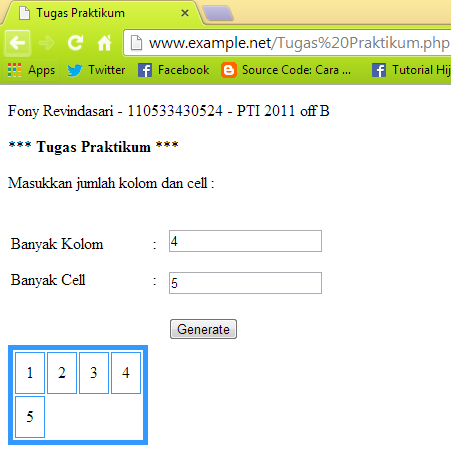 Tugas Praktikum
www.example.net/Tugas%20Praktikum.php
Apps Twitter Facebook Source Code: Cara ... Tutorial Hij
Fony Revindasari - 110533430524 - PTI 2011 off B
*** Tugas Praktikum ***
Masukkan jumlah kolom dan cell :
Banyak Kolom : 4
Banyak Cell : 5
Generate
1 2 3 4
5